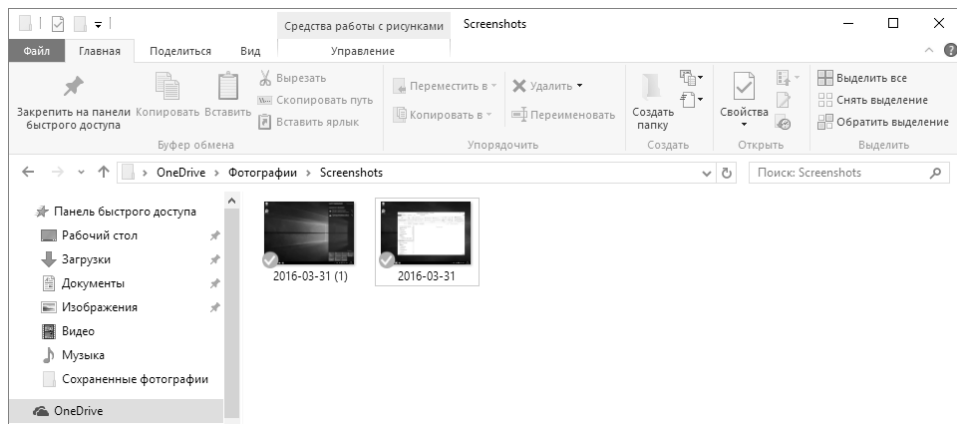 Средства работы с рисунками Screenshots
Файл Главная Поделиться Вид Управление
Закрепить на панели быстрого доступа
Копировать
Вставить
Вырезать
Скопировать путь
Вставить ярлык
Буфер обмена
Переместить в
Копировать в
Удалить
Переименовать
Упорядочить
Создать папку
Создать
Свойства
Открыть
Выделить все
Снять выделение
Обратить выделение
Выделить
OneDrive > Фотографии > Screenshots
Поиск: Screenshots
Панель быстрого доступа
Рабочий стол
Загрузки
Документы
Изображения
Видео
Музыка
Сохраненные фотографии
OneDrive
2016-03-31 (1)
2016-03-31